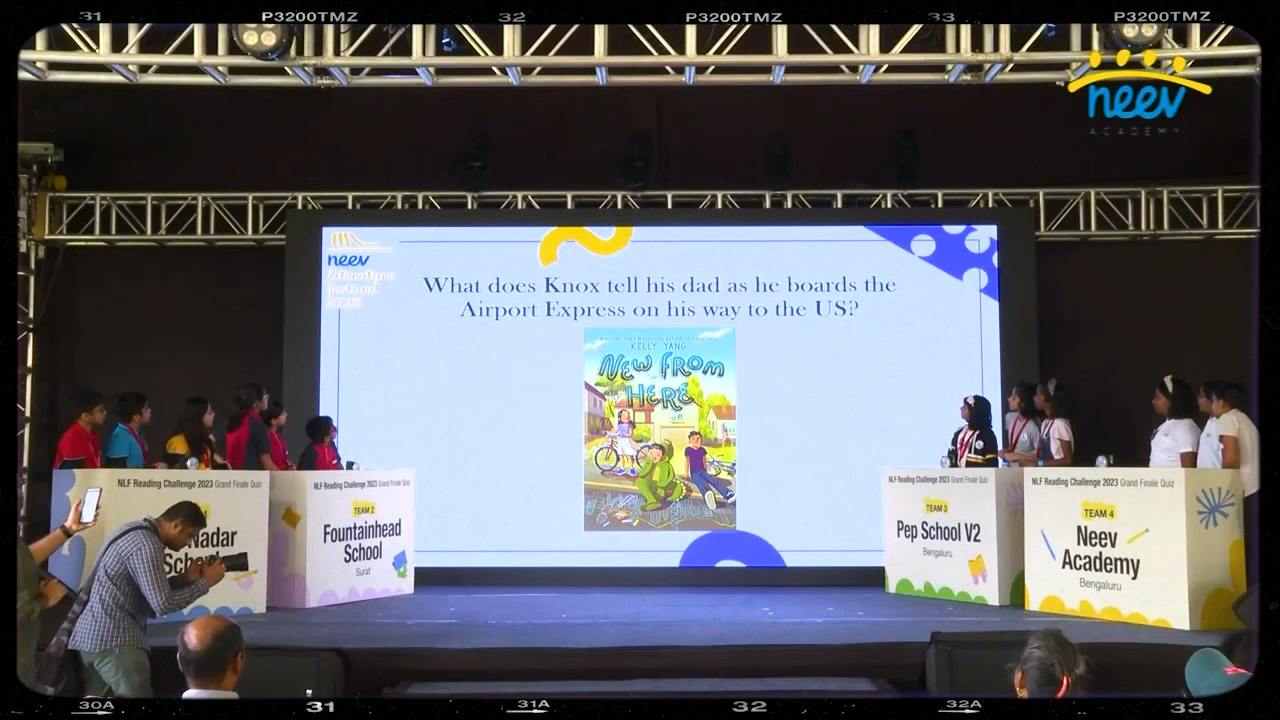 31 P3200TMZ 32 P3200TMZ 33 P3200TMZ
neev
ACADEMY
neev
literature
festival
2023
What does Knox tell his dad as he boards the
Airport Express on his way to the US?
KELLY YANG
NEW FROM
HERE
NLF Reading Challenge 2023 Grand Finale Quiz
Nadar
School
NLF Reading Challenge 2023 Grand Finale Quiz
TEAM 2
Fountainhead
School
Surat
NLF Reading Challenge 2023 Grand Finale Quiz
TEAM 3
Pep School V2
Bengaluru
NLF Reading Challenge 2023 Grand Finale Quiz
TEAM 4
Neev
Academy
Bengaluru
30A 31 31A 32 32A 33